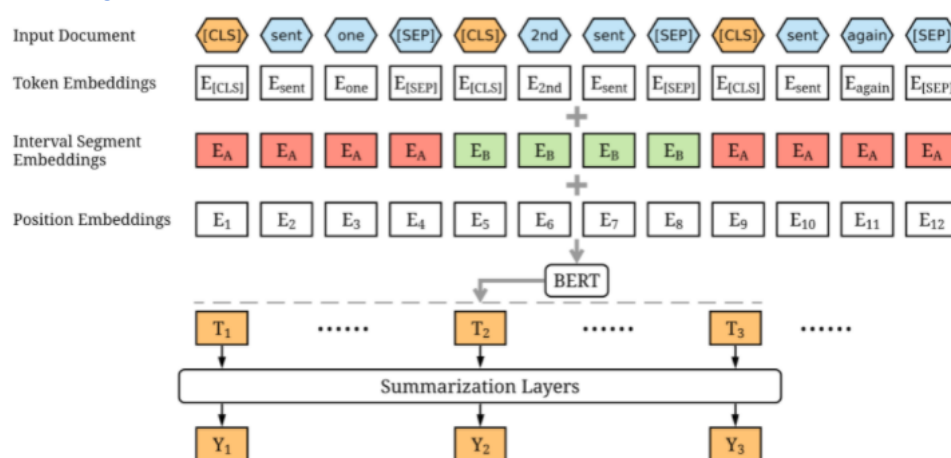 Input Document [CLS] sent one [SEP] [CLS] 2nd sent [SEP] [CLS] sent again [SEP]
Token Embeddings E[CLS] Esent Eone E[SEP] E[CLS] E2nd Esent E[SEP] E[CLS] Esent Eagain E[SEP]
+
Interval Segment
Embeddings EA EA EA EA EB EB EB EB EA EA EA EA
+
Position Embeddings E1 E2 E3 E4 E5 E6 E7 E8 E9 E10 E11 E12
BERT
T1 ...... T2 ...... T3 ......
Summarization Layers
Y1 Y2 Y3